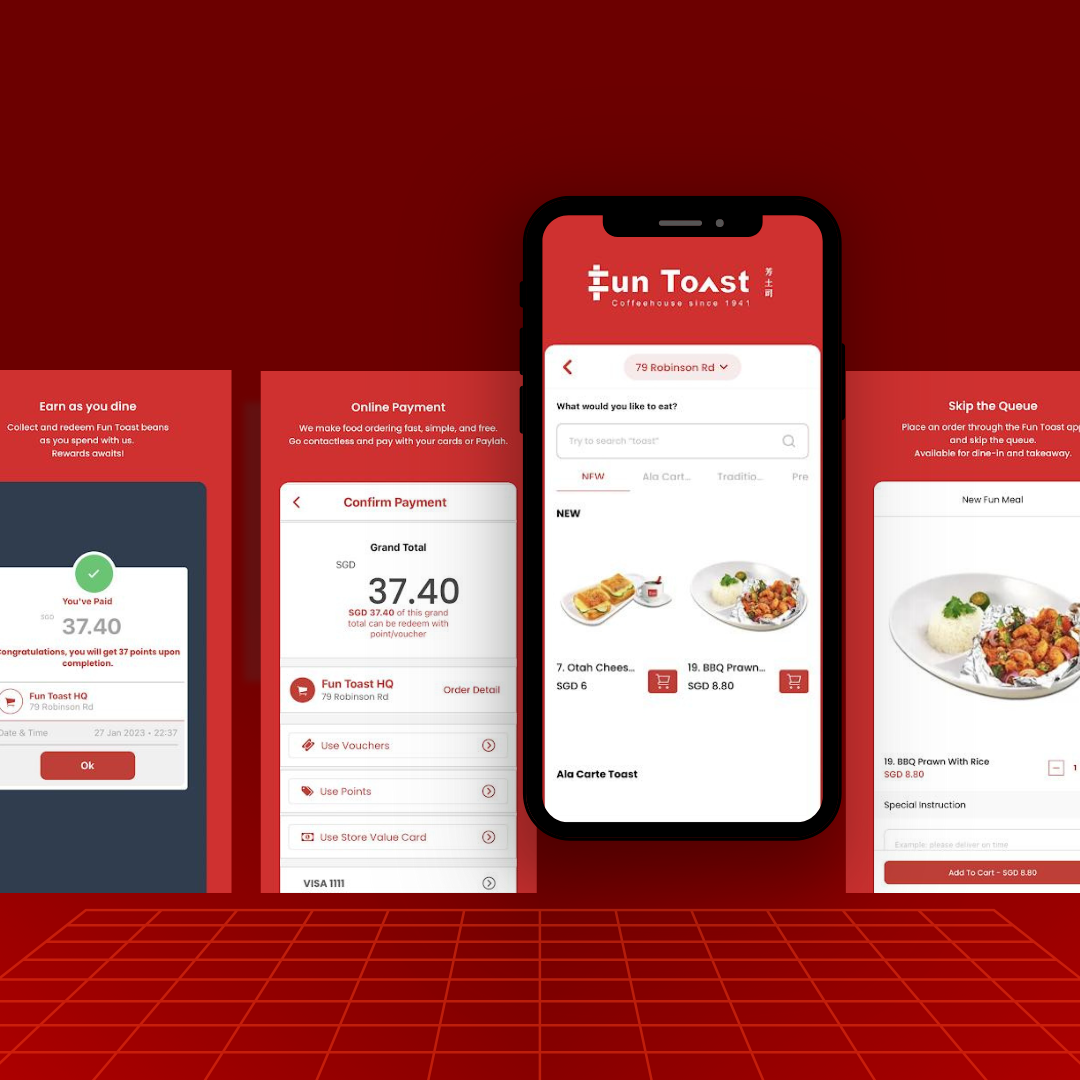 Earn as you dine
Collect and redeem Fun Toast beans
as you spend with us.
Rewards awaits!
You've Paid
SGD
37.40
ongratulations, you will get 37 points upon
completion.
Fun Toast HQ
79 Robinson Rd
Date & Time
27 Jan 2023 • 22:37
Ok
Online Payment
We make food ordering fast, simple, and free.
Go contactless and pay with your cards or Paylah.
Confirm Payment
Grand Total
SGD
37.40
SGD 37.40 of this grand
total can be redeem with
point/voucher
Fun Toast HQ
79 Robinson Rd
Order Detail
Use Vouchers
Use Points
Use Store Value Card
VISA 1111
Fun Toast
芳土司
Coffeehouse since 1941
79 Robinson Rd
What would you like to eat?
Try to search "toast"
NEW
Ala Cart...
Traditio...
Pre
NEW
7. Otah Chees...
SGD 6
19. BBQ Prawn...
SGD 8.80
Ala Carte Toast
Skip the Queue
Place an order through the Fun Toast app
and skip the queue.
Available for dine-in and takeaway.
New Fun Meal
19. BBQ Prawn With Rice
SGD 8.80
1
Special Instruction
Example: please deliver on time
Add To Cart - SGD 8.80